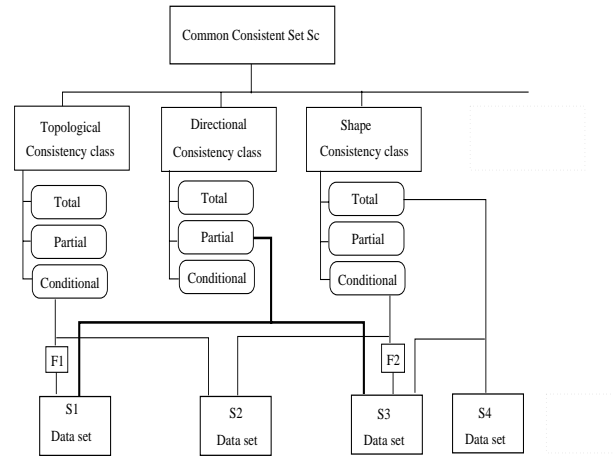 Common Consistent Set Sc
Topological
Consistency class
Directional
Consistency class
Shape
Consistency class
Total
Partial
Conditional
Total
Partial
Conditional
Total
Partial
Conditional
F1
F2
S1
Data set
S2
Data set
S3
Data set
S4
Data set